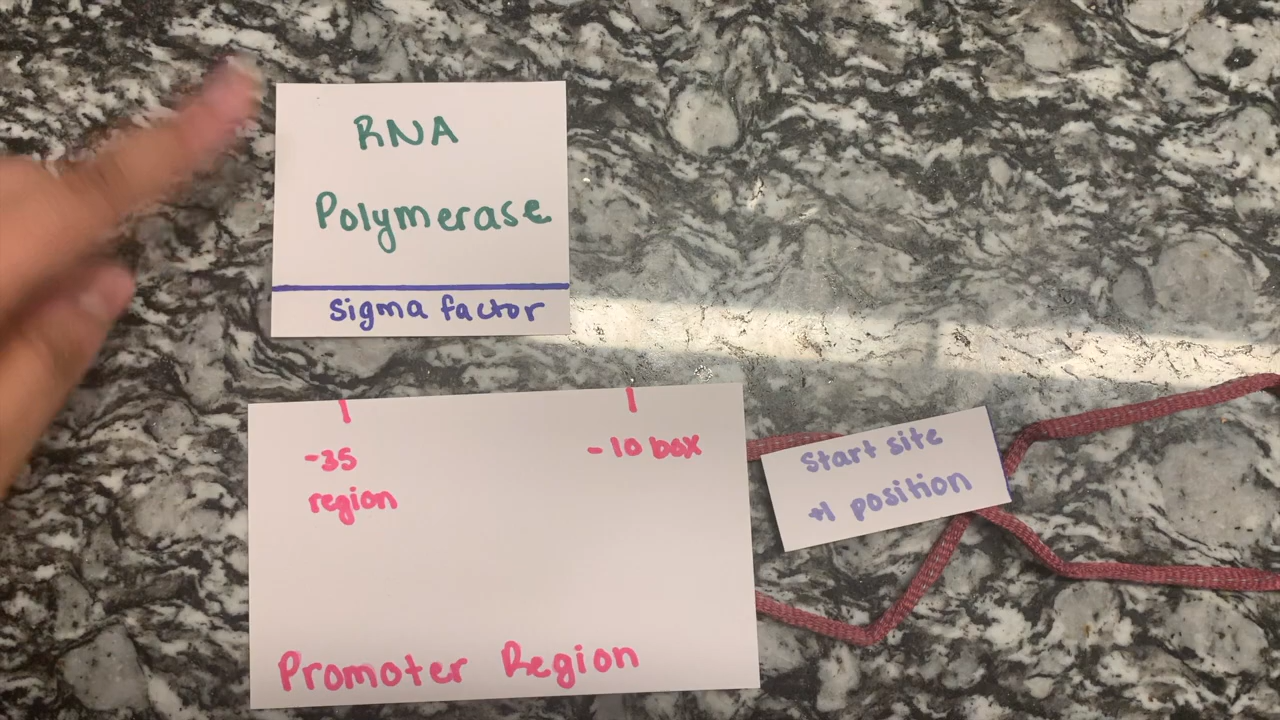 RNA
Polymerase
Sigma factor
-35
region
-10 box
Start site
+1 position
Promoter Region